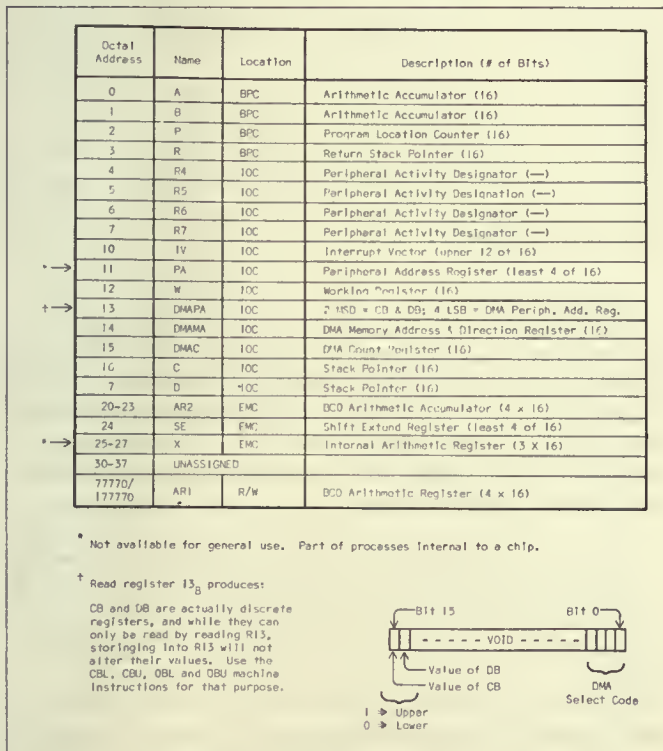 Octal Address Name Location Description (# of Bits)
0 A BPC Arithmetic Accumulator (16)
1 B BPC Arithmetic Accumulator (16)
2 P BPC Program Location Counter (16)
3 R BPC Return Stack Pointer (16)
4 R4 IOC Peripheral Activity Designator (—)
5 R5 IOC Peripheral Activity Designation (—)
6 R6 IOC Peripheral Activity Designator (—)
7 R7 IOC Peripheral Activity Designator (—)
10 IV IOC Interrupt Vector (upper 12 of 16)
* → 11 PA IOC Peripheral Address Register (least 4 of 16)
12 W IOC Working Register (16)
† → 13 DMAPA IOC 2 MSD = CB & DB; 4 LSB = DMA Periph. Add. Reg.
14 DMAMA IOC DMA Memory Address & Direction Register (16)
15 DMAC IOC DMA Count Register (16)
16 C IOC Stack Pointer (16)
7 D IOC Stack Pointer (16)
20-23 AR2 EMC BCD Arithmetic Accumulator (4 x 16)
24 SE EMC Shift Extend Register (least 4 of 16)
* → 25-27 X EMC Internal Arithmetic Register (3 X 16)
30-37 UNASSIGNED
77770/ 177770 AR1 R/W BCD Arithmetic Register (4 x 16)
* Not available for general use. Part of processes internal to a chip.
† Read register 13₈ produces:
CB and DB are actually discrete
registers, and while they can
only be read by reading R13,
storinging into R13 will not
alter their values. Use the
CBL, CBU, DBL and DBU machine
instructions for that purpose.
Bit 15 Bit 0
VOID
Value of DB
Value of CB
DMA
Select Code
1 ⇒ Upper
0 ⇒ Lower